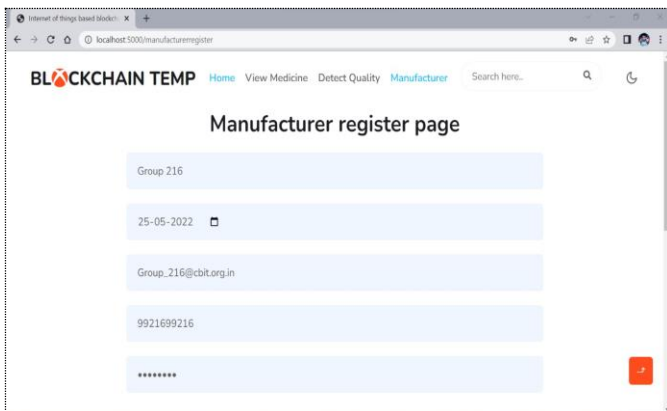 Internet of things based blockch
localhost:5000/manufacturerregister
BLOCKCHAIN TEMP Home View Medicine Detect Quality Manufacturer Search here..
Manufacturer register page
Group 216
25-05-2022
Group_216@cbit.org.in
9921699216
••••••••